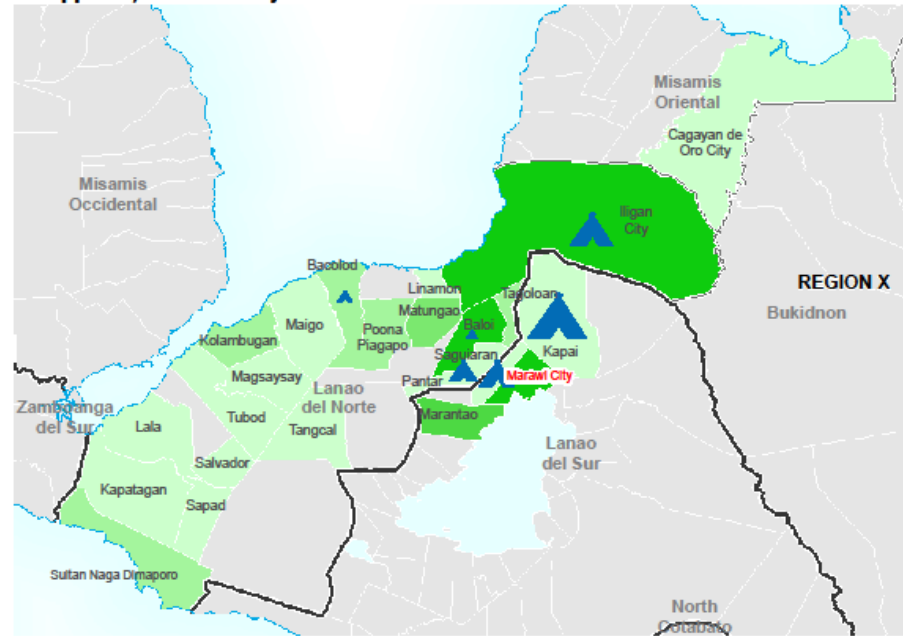 Misamis
Oriental
Cagayan de
Oro City
Misamis
Occidental
Iligan
City
REGION X
Bukidnon
Bacolod
Linamon
Tagoloan
Matungao
Maigo
Poona
Piagapo
Baloi
Kolambugan
Saguiaran
Kapai
Magsaysay
Pantar
Marawi City
Lanao
del Norte
Zamboanga
del Sur
Lala
Tubod
Tangcal
Marantao
Lanao
del Sur
Salvador
Kapatagan
Sapad
Sultan Naga Dimaporo
North
Cotabato